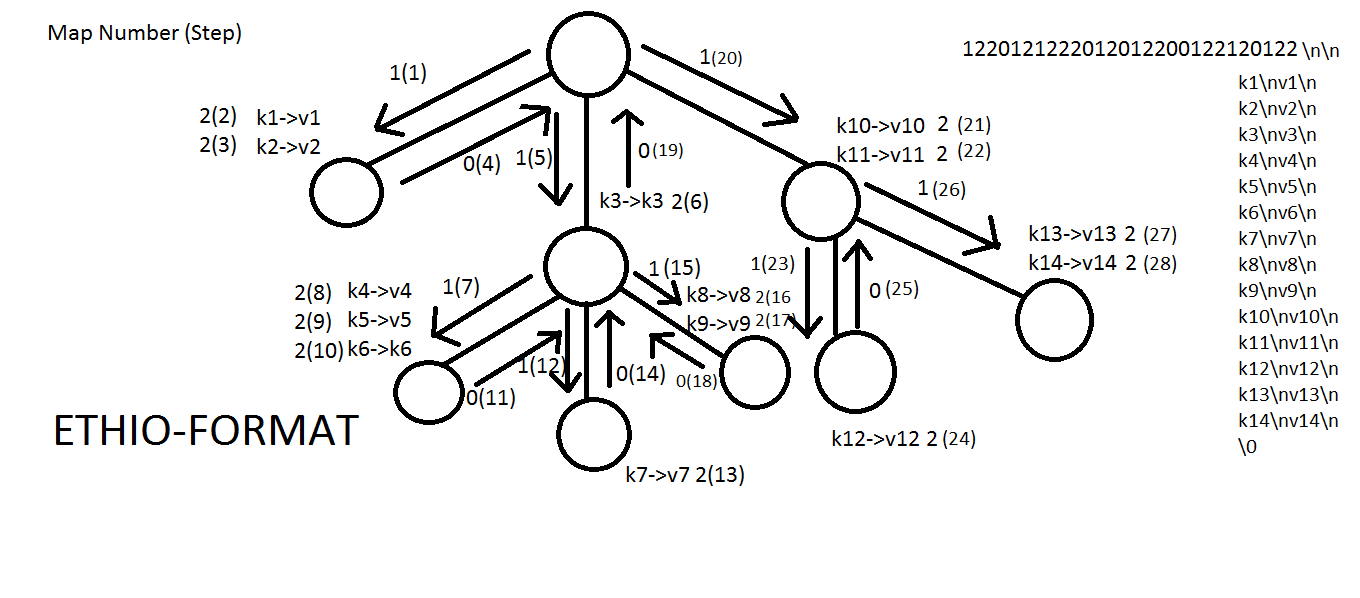 Map Number (Step)
1220121222012012200122120122 \n\n
1(1)
1(20)
2(2) k1->v1
2(3) k2->v2
0(4)
1(5)
0(19)
k3->k3 2(6)
k10->v10 2 (21)
k11->v11 2 (22)
1(26)
k13->v13 2 (27)
k14->v14 2 (28)
1(7)
2(8) k4->v4
2(9) k5->v5
2(10) k6->k6
0(11)
1(12)
0(14)
1(15)
k8->v8 2(16
k9->v9 2(17)
0(18)
1(23)
0(25)
k12->v12 2 (24)
k7->v7 2(13)
ETHIO-FORMAT
k1\nv1\n
k2\nv2\n
k3\nv3\n
k4\nv4\n
k5\nv5\n
k6\nv6\n
k7\nv7\n
k8\nv8\n
k9\nv9\n
k10\nv10\n
k11\nv11\n
k12\nv12\n
k13\nv13\n
k14\nv14\n
\0